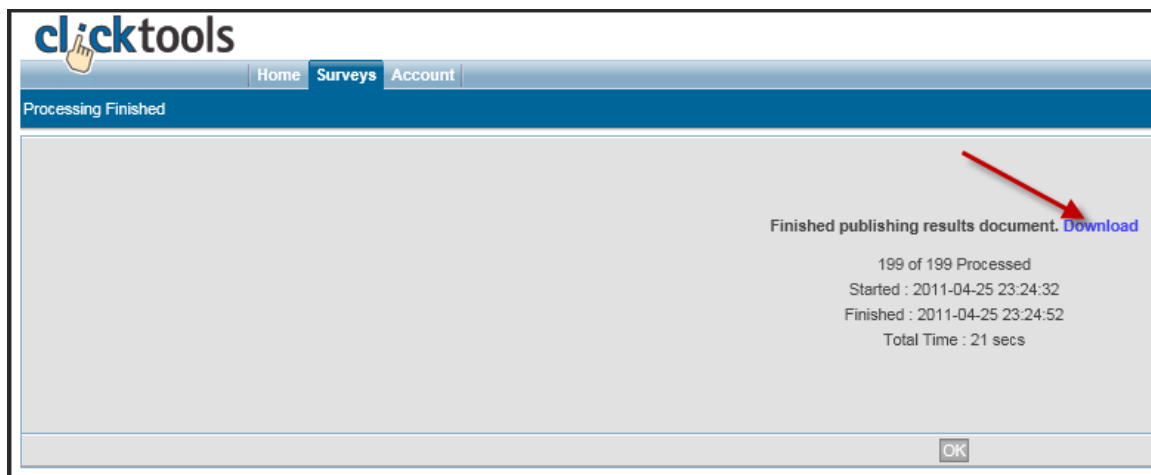 clicktools
Home Surveys Account
Processing Finished
Finished publishing results document. Download
199 of 199 Processed
Started : 2011-04-25 23:24:32
Finished : 2011-04-25 23:24:52
Total Time : 21 secs
OK